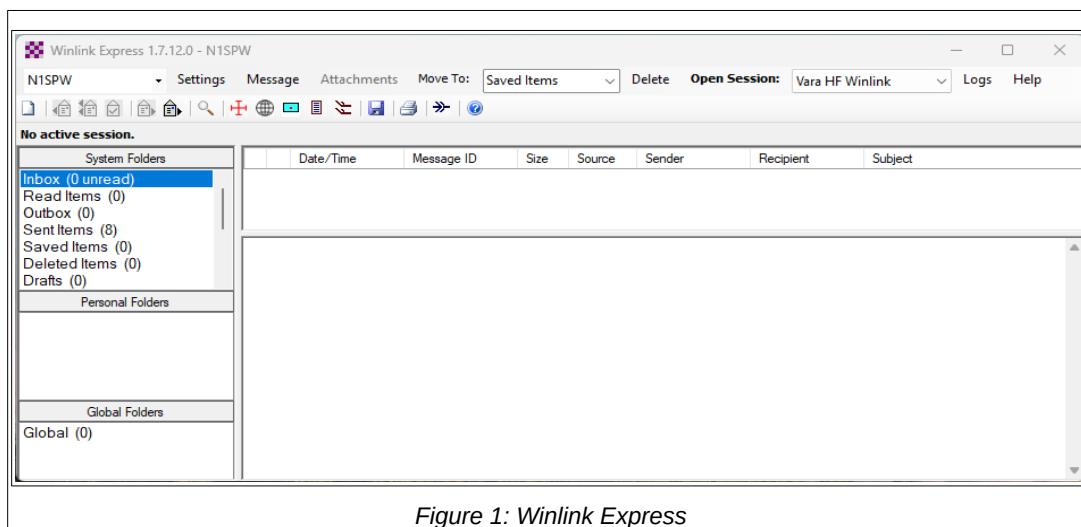 Winlink Express 1.7.12.0 - N1SPW
N1SPW Settings Message Attachments Move To: Saved Items Delete Open Session: Vara HF Winlink Logs Help
No active session.
System Folders
Inbox (0 unread)
Read Items (0)
Outbox (0)
Sent Items (8)
Saved Items (0)
Deleted Items (0)
Drafts (0)
Personal Folders
Global Folders
Global (0)
Date/Time Message ID Size Source Sender Recipient Subject
Figure 1: Winlink Express